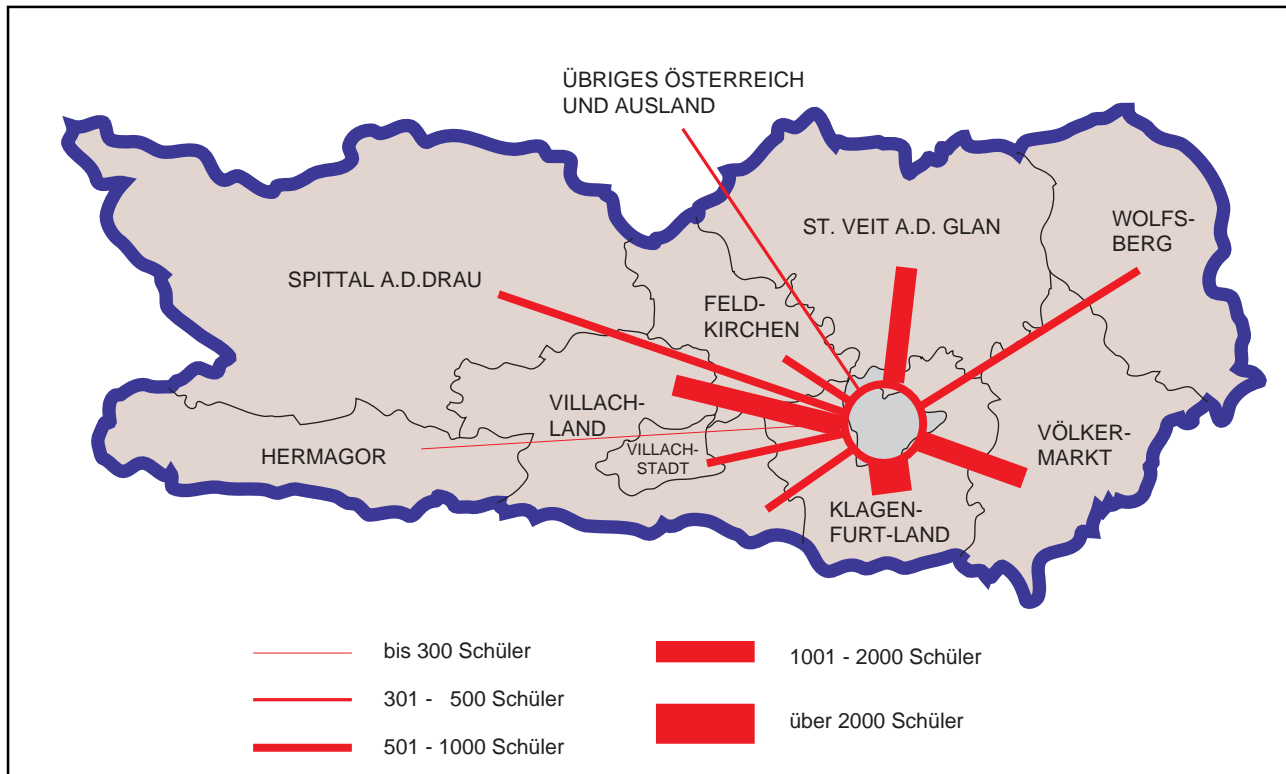 ÜBRIGES ÖSTERREICH
UND AUSLAND
ST. VEIT A.D. GLAN
WOLFS-
BERG
SPITTAL A.D.DRAU
FELD-
KIRCHEN
VILLACH-
LAND
HERMAGOR
VILLACH-
STADT
VÖLKER-
MARKT
KLAGEN-
FURT-LAND
bis 300 Schüler
301 - 500 Schüler
501 - 1000 Schüler
1001 - 2000 Schüler
über 2000 Schüler